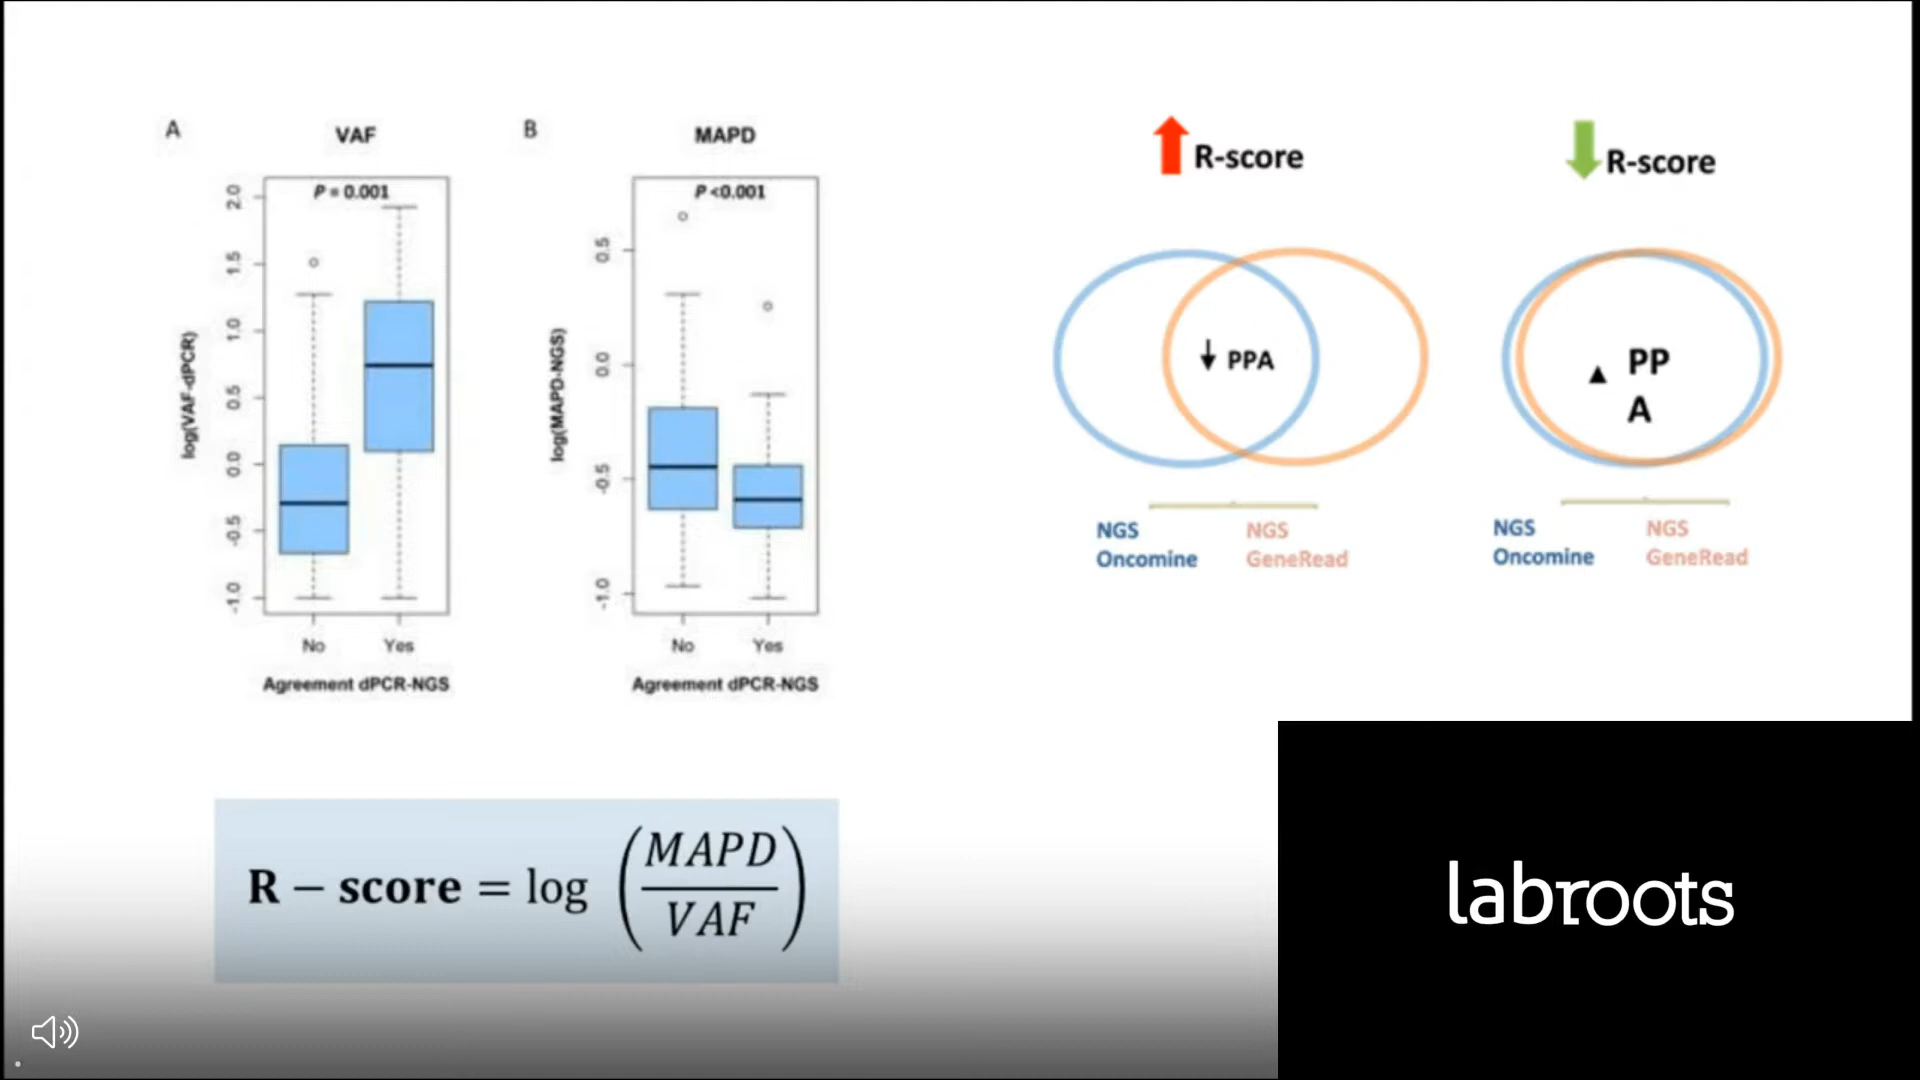 A
VAF
P = 0.001
log(VAF-dPCR)
2.0
1.5
1.0
0.5
0.0
-0.5
-1.0
No
Yes
Agreement dPCR-NGS
B
MAPD
P <0.001
log(MAPD-NGS)
0.5
0.0
-0.5
-1.0
No
Yes
Agreement dPCR-NGS
R-score
PPA
NGS
Oncomine
NGS
GeneRead
R-score
PP
A
NGS
Oncomine
NGS
GeneRead
R – score = log (MAPD/VAF)
labroots